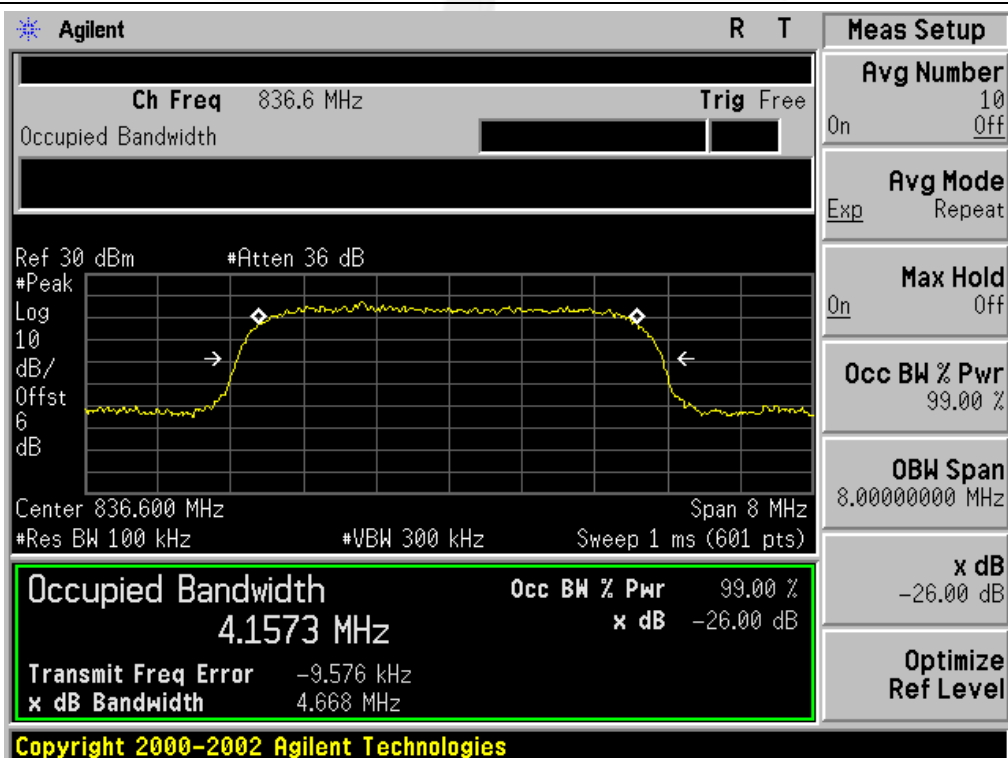 Agilent R T
Ch Freq 836.6 MHz Trig Free
Occupied Bandwidth
Ref 30 dBm #Atten 36 dB
#Peak
Log
10
dB/
Offst
6
dB
Center 836.600 MHz Span 8 MHz
#Res BW 100 kHz #VBW 300 kHz Sweep 1 ms (601 pts)
Occupied Bandwidth Occ BW % Pwr 99.00 %
4.1573 MHz x dB -26.00 dB
Transmit Freq Error -9.576 kHz
x dB Bandwidth 4.668 MHz
Copyright 2000-2002 Agilent Technologies
Meas Setup
Avg Number
10
On Off
Avg Mode
Exp Repeat
Max Hold
On Off
Occ BW % Pwr
99.00 %
OBW Span
8.00000000 MHz
x dB
-26.00 dB
Optimize
Ref Level